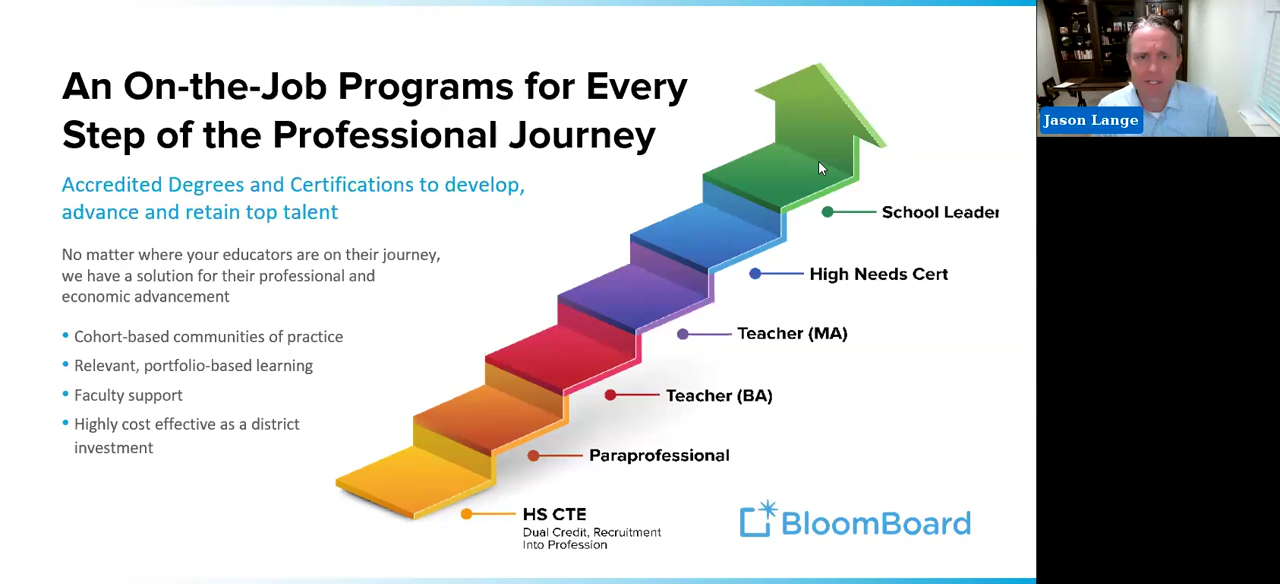 An On-the-Job Programs for Every
Step of the Professional Journey
Accredited Degrees and Certifications to develop,
advance and retain top talent
No matter where your educators are on their journey,
we have a solution for their professional and
economic advancement
• Cohort-based communities of practice
• Relevant, portfolio-based learning
• Faculty support
• Highly cost effective as a district
investment
School Leader
High Needs Cert
Teacher (MA)
Teacher (BA)
Paraprofessional
HS CTE
Dual Credit, Recruitment
Into Profession
BloomBoard
Jason Lange